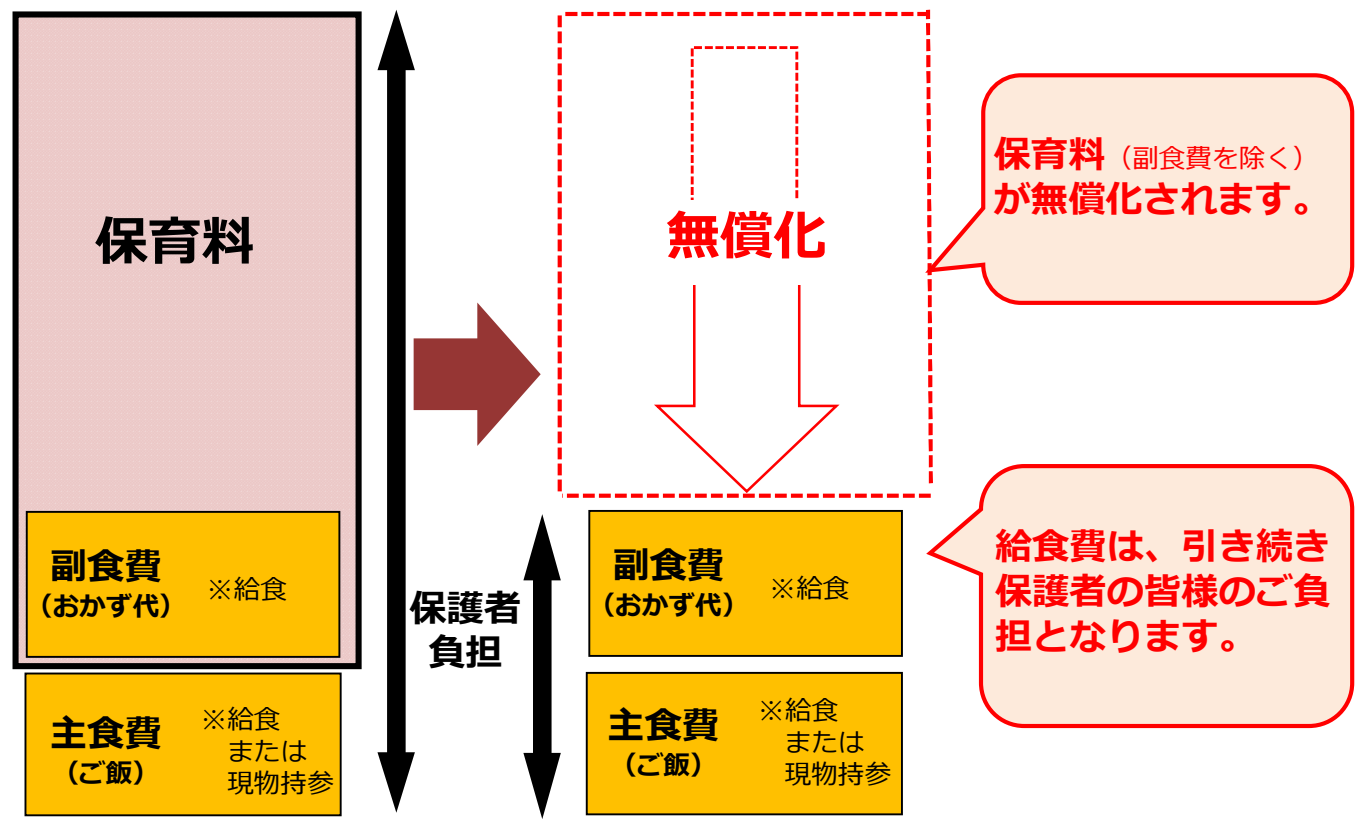 保育料
副食費
(おかず代)
※給食
主食費
(ご飯)
※給食
または
現物持参
保護者
負担
無償化
副食費
(おかず代)
※給食
主食費
(ご飯)
※給食
または
現物持参
保育料(副食費を除く)
が無償化されます。
給食費は、引き続き
保護者の皆様のご負
担となります。